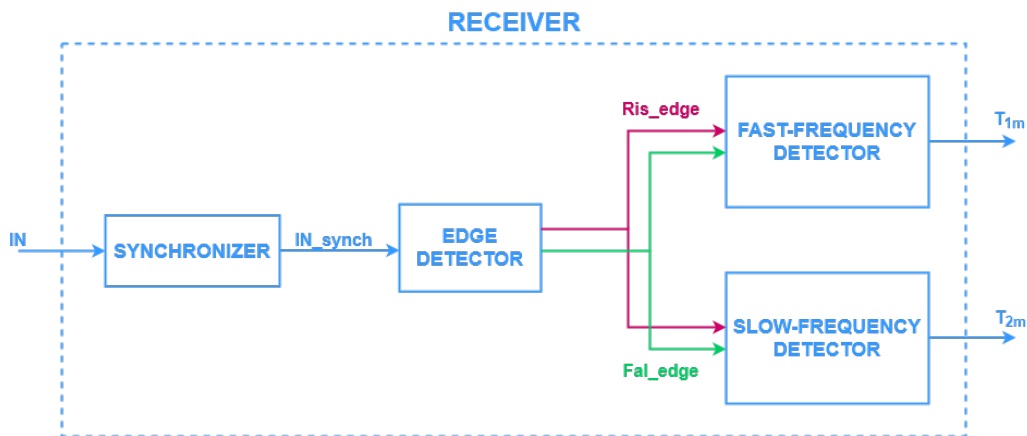 RECEIVER
Ris_edge
FAST-FREQUENCY
DETECTOR
T1m
IN
SYNCHRONIZER
IN_synch
EDGE
DETECTOR
SLOW-FREQUENCY
DETECTOR
T2m
Fal_edge